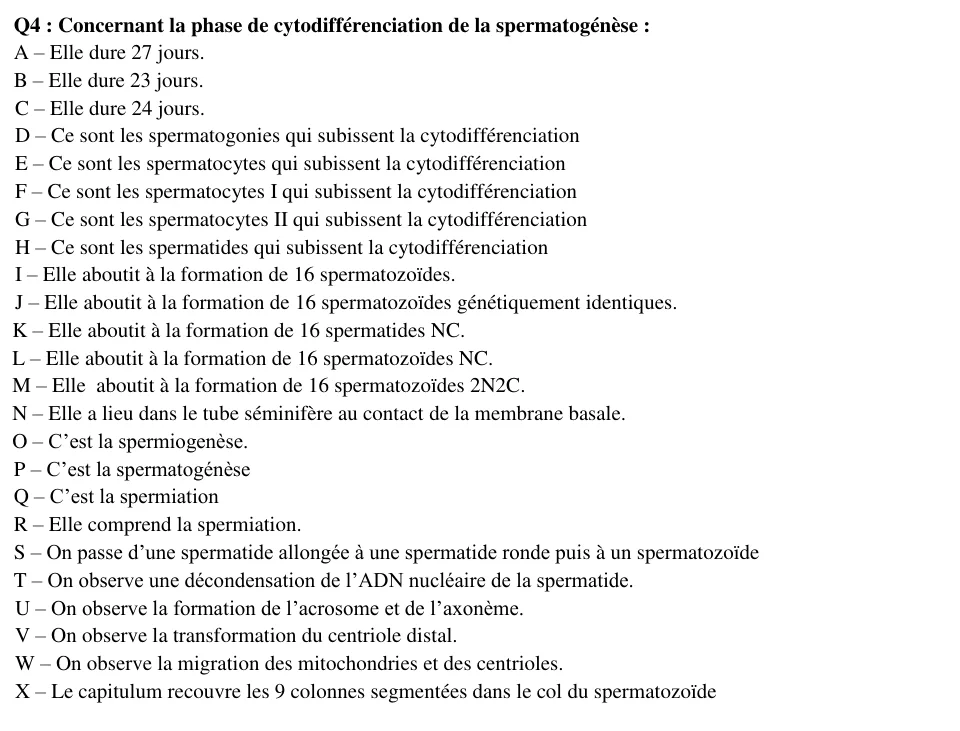 Q4 : Concernant la phase de cytodifférenciation de la spermatogénèse :
A – Elle dure 27 jours.
B – Elle dure 23 jours.
C – Elle dure 24 jours.
D – Ce sont les spermatogonies qui subissent la cytodifférenciation
E – Ce sont les spermatocytes qui subissent la cytodifférenciation
F – Ce sont les spermatocytes I qui subissent la cytodifférenciation
G – Ce sont les spermatocytes II qui subissent la cytodifférenciation
H – Ce sont les spermatides qui subissent la cytodifférenciation
I – Elle aboutit à la formation de 16 spermatozoïdes.
J – Elle aboutit à la formation de 16 spermatozoïdes génétiquement identiques.
K – Elle aboutit à la formation de 16 spermatides NC.
L – Elle aboutit à la formation de 16 spermatozoïdes NC.
M – Elle  aboutit à la formation de 16 spermatozoïdes 2N2C.
N – Elle a lieu dans le tube séminifère au contact de la membrane basale.
O – C’est la spermiogenèse.
P – C’est la spermatogénèse
Q – C’est la spermiation
R – Elle comprend la spermiation.
S – On passe d’une spermatide allongée à une spermatide ronde puis à un spermatozoïde
T – On observe une décondensation de l’ADN nucléaire de la spermatide.
U – On observe la formation de l’acrosome et de l’axonème.
V – On observe la transformation du centriole distal.
W – On observe la migration des mitochondries et des centrioles.
X – Le capitulum recouvre les 9 colonnes segmentées dans le col du spermatozoïde